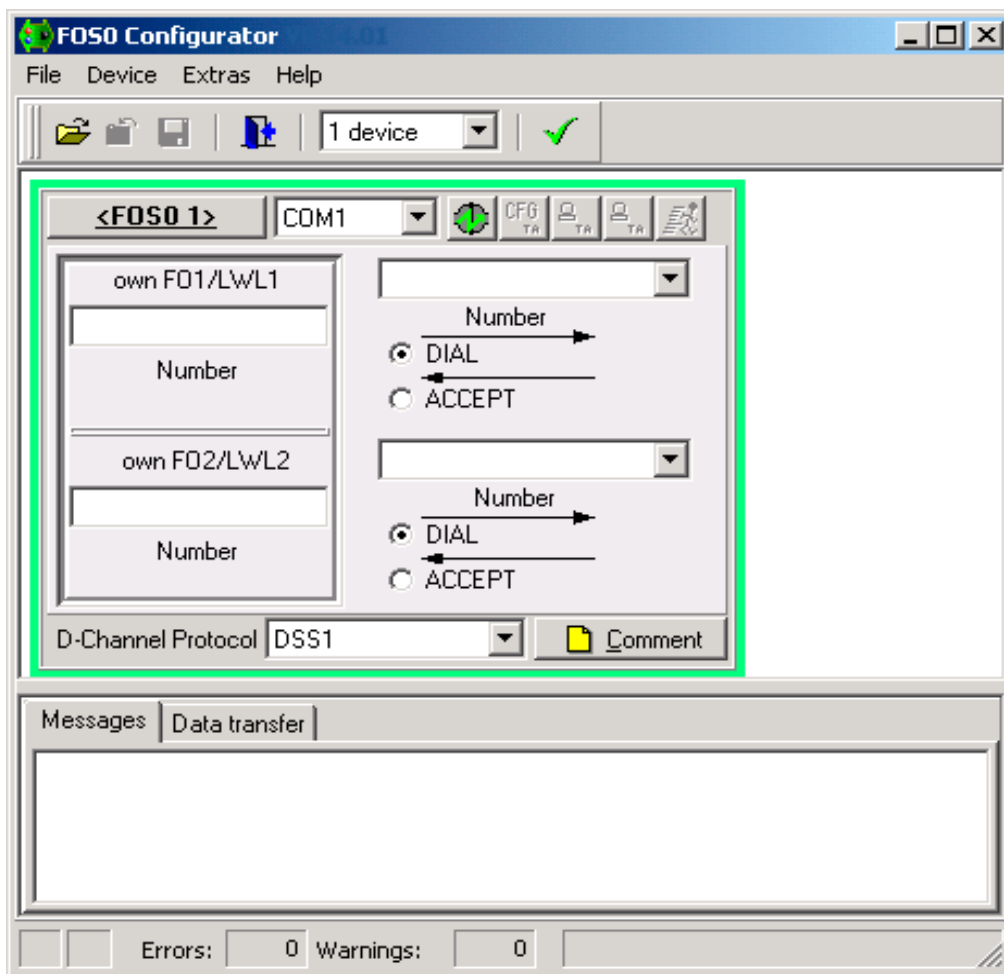 FOS0 Configurator
File Device Extras Help
1 device
<FOS0 1> COM1 CFG TA TA TA
own FO1/LWL1
Number
Number
DIAL
ACCEPT
own FO2/LWL2
Number
Number
DIAL
ACCEPT
D-Channel Protocol DSS1 Comment
Messages Data transfer
Errors: 0 Warnings: 0